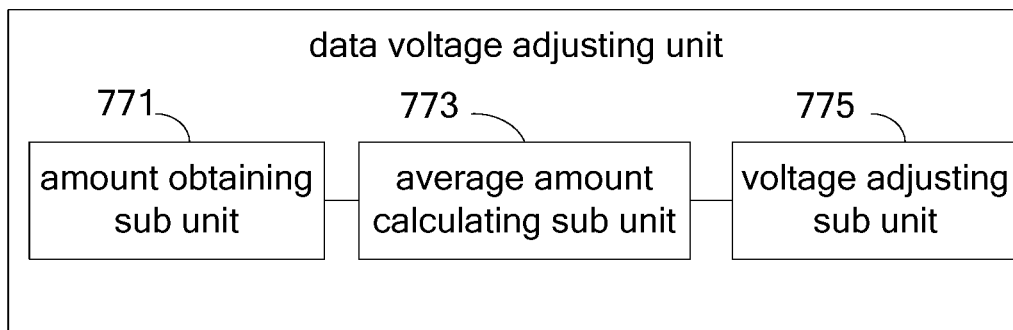 data voltage adjusting unit
771
773
775
amount obtaining
sub unit
average amount
calculating sub unit
voltage adjusting
sub unit